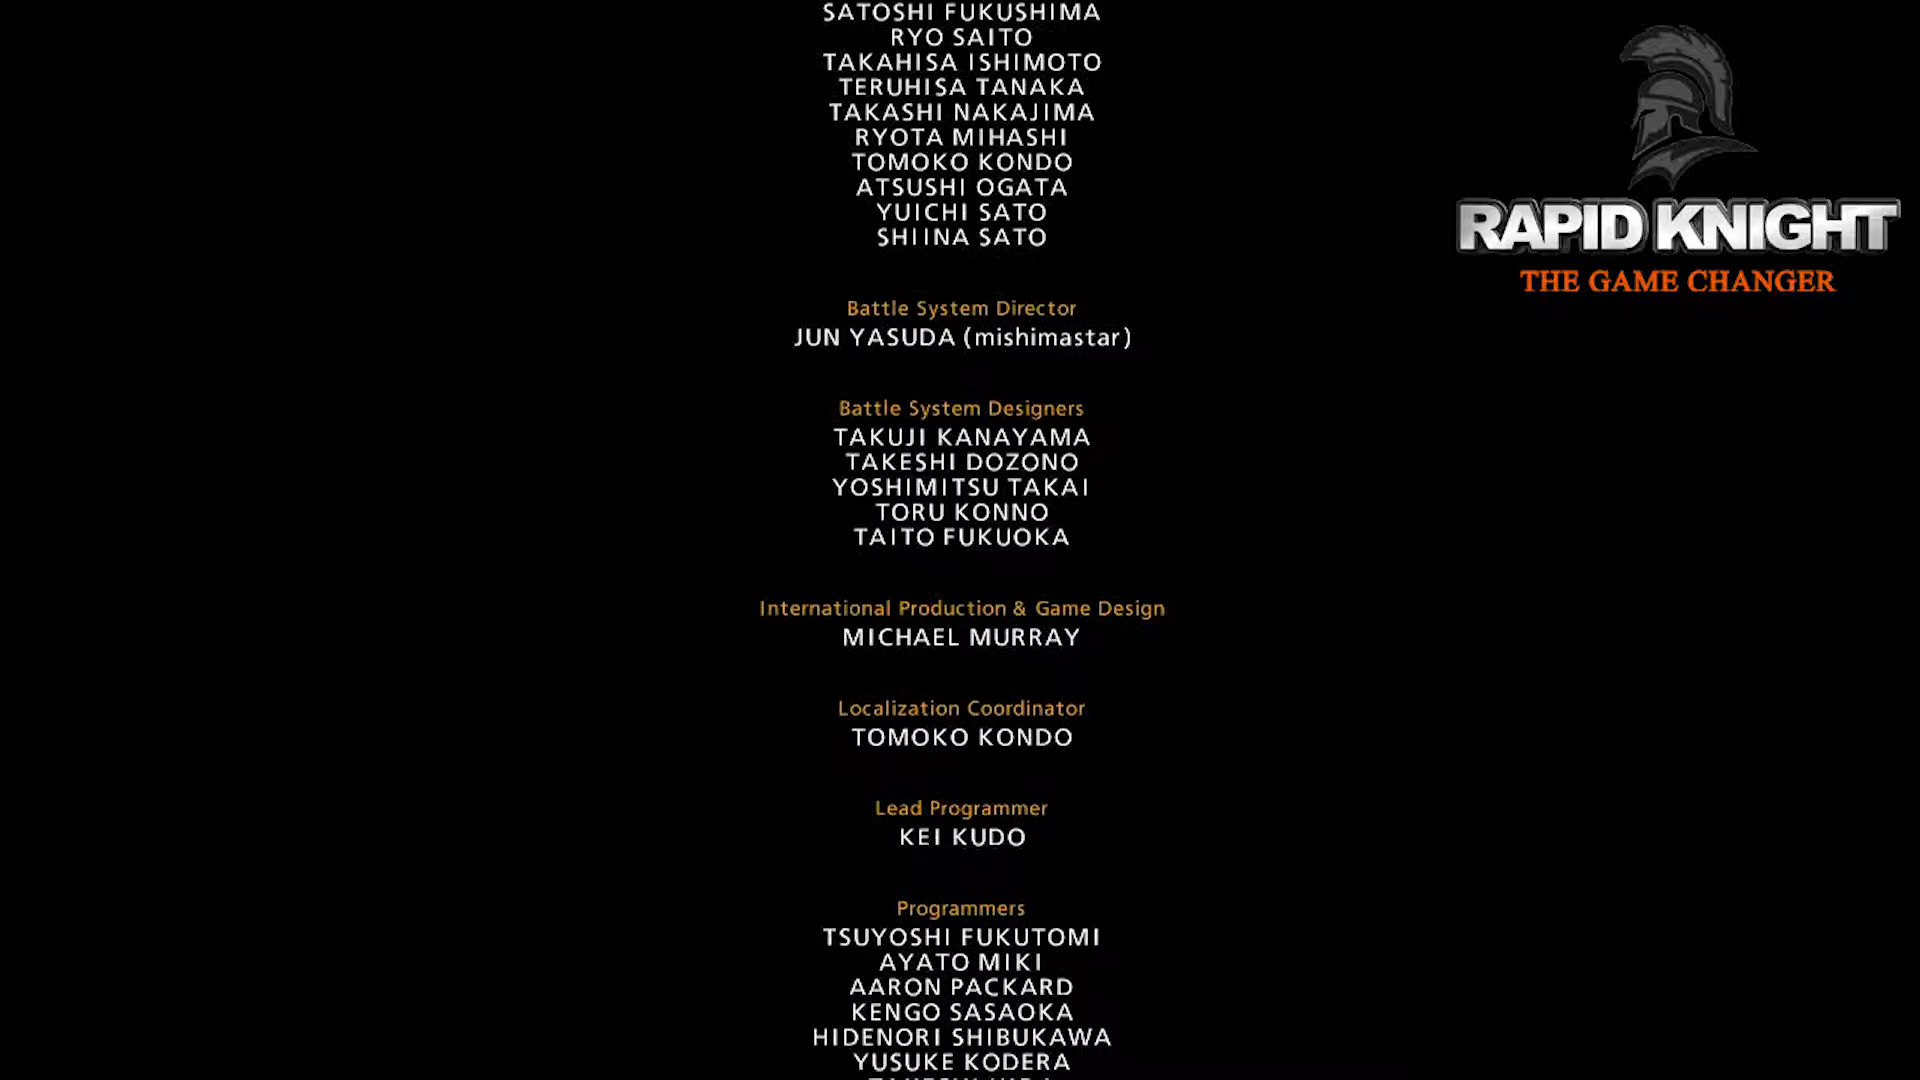 SATOSHI FUKUSHIMA
RYO SAITO
TAKAHISA ISHIMOTO
TERUHISA TANAKA
TAKASHI NAKAJIMA
RYOTA MIHASHI
TOMOKO KONDO
ATSUSHI OGATA
YUICHI SATO
SHIINA SATO
RAPID KNIGHT
THE GAME CHANGER
Battle System Director
JUN YASUDA (mishimastar)
Battle System Designers
TAKUJI KANAYAMA
TAKESHI DOZONO
YOSHIMITSU TAKAI
TORU KONNO
TAITO FUKUOKA
International Production & Game Design
MICHAEL MURRAY
Localization Coordinator
TOMOKO KONDO
Lead Programmer
KEI KUDO
Programmers
TSUYOSHI FUKUTOMI
AYATO MIKI
AARON PACKARD
KENGO SASAOKA
HIDENORI SHIBUKAWA
YUSUKE KODERA